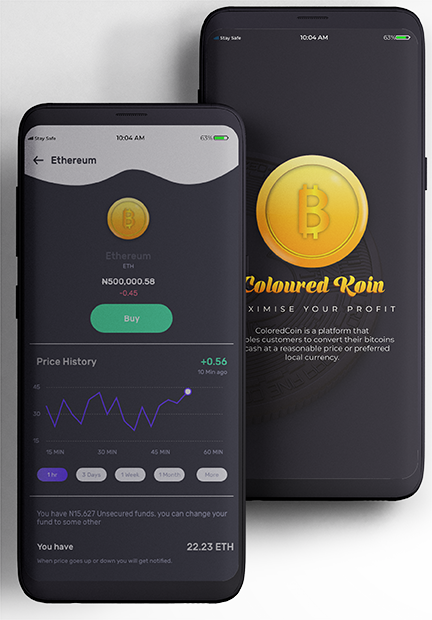 Stay Safe
10:04 AM
63%
Coloured Koin
XIMISE YOUR PROFIT
ColoredCoin is a platform that
bles customers to convert their bitcoins
cash at a reasonable price or preferred
local currency.
Stay Safe
10:04 AM
63%
Ethereum
Ethereum
ETH
₦500,000.58
-0.45
Buy
Price History +0.56
10 Min ago
45
30
15
15 MIN 30 MIN 45 MIN 60 MIN
1 hr 3 Days 1 Week 1 Month More
You have N15.627 Unsecured funds, you can change your
fund to some other
You have 22.23 ETH
When price goes up or down you will get notified.